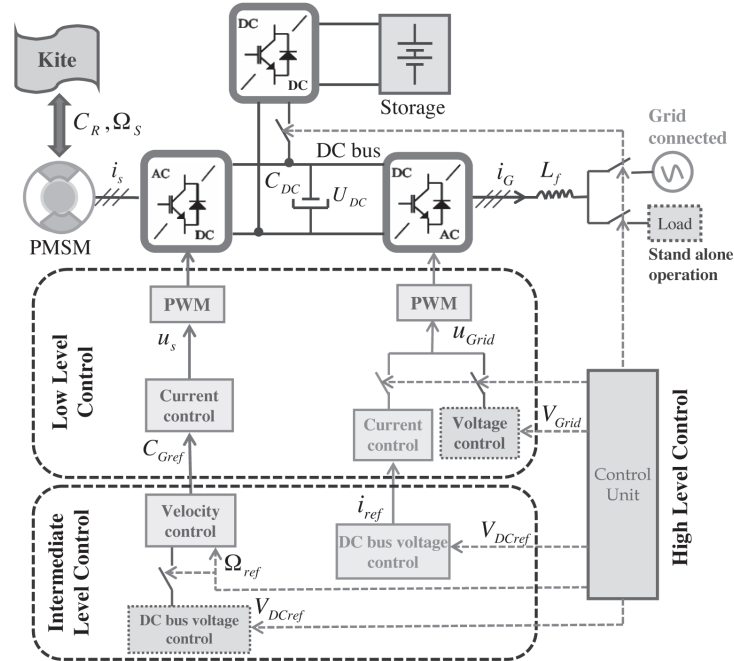 DC
DC
Storage
Kite
C_R, Ω_S
Grid
connected
i_s
DC bus
i_G
L_f
AC
DC
C_DC
U_DC
DC
AC
PMSM
Load
Stand alone
operation
PWM
PWM
u_s
u_Grid
Low Level
Control
Current
control
Current
control
Voltage
control
V_Grid
C_Gref
Control
Unit
High Level Control
Intermediate
Level Control
Velocity
control
i_ref
DC bus voltage
control
V_DCref
Ω_ref
V_DCref
DC bus voltage
control